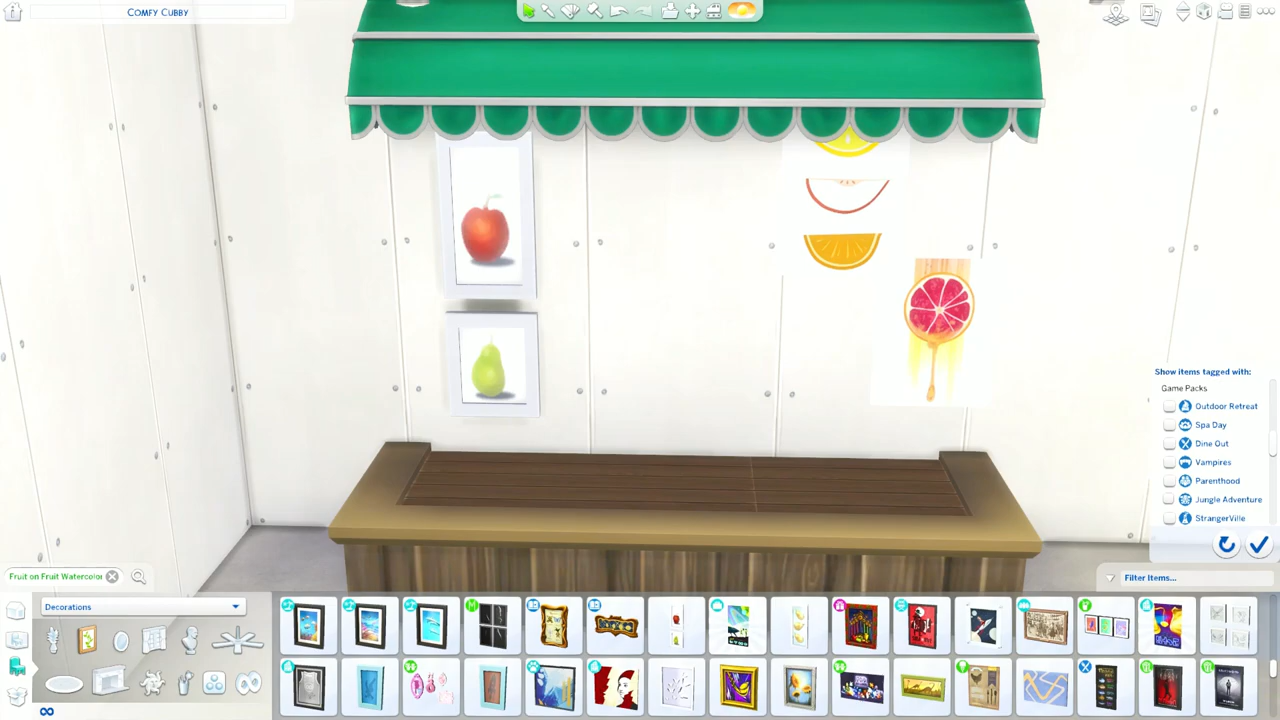 COMFY CUBBY
Show items tagged with:
Game Packs
Outdoor Retreat
Spa Day
Dine Out
Vampires
Parenthood
Jungle Adventure
StrangerVille
Fruit on Fruit Watercolor
Filter Items...
Decorations